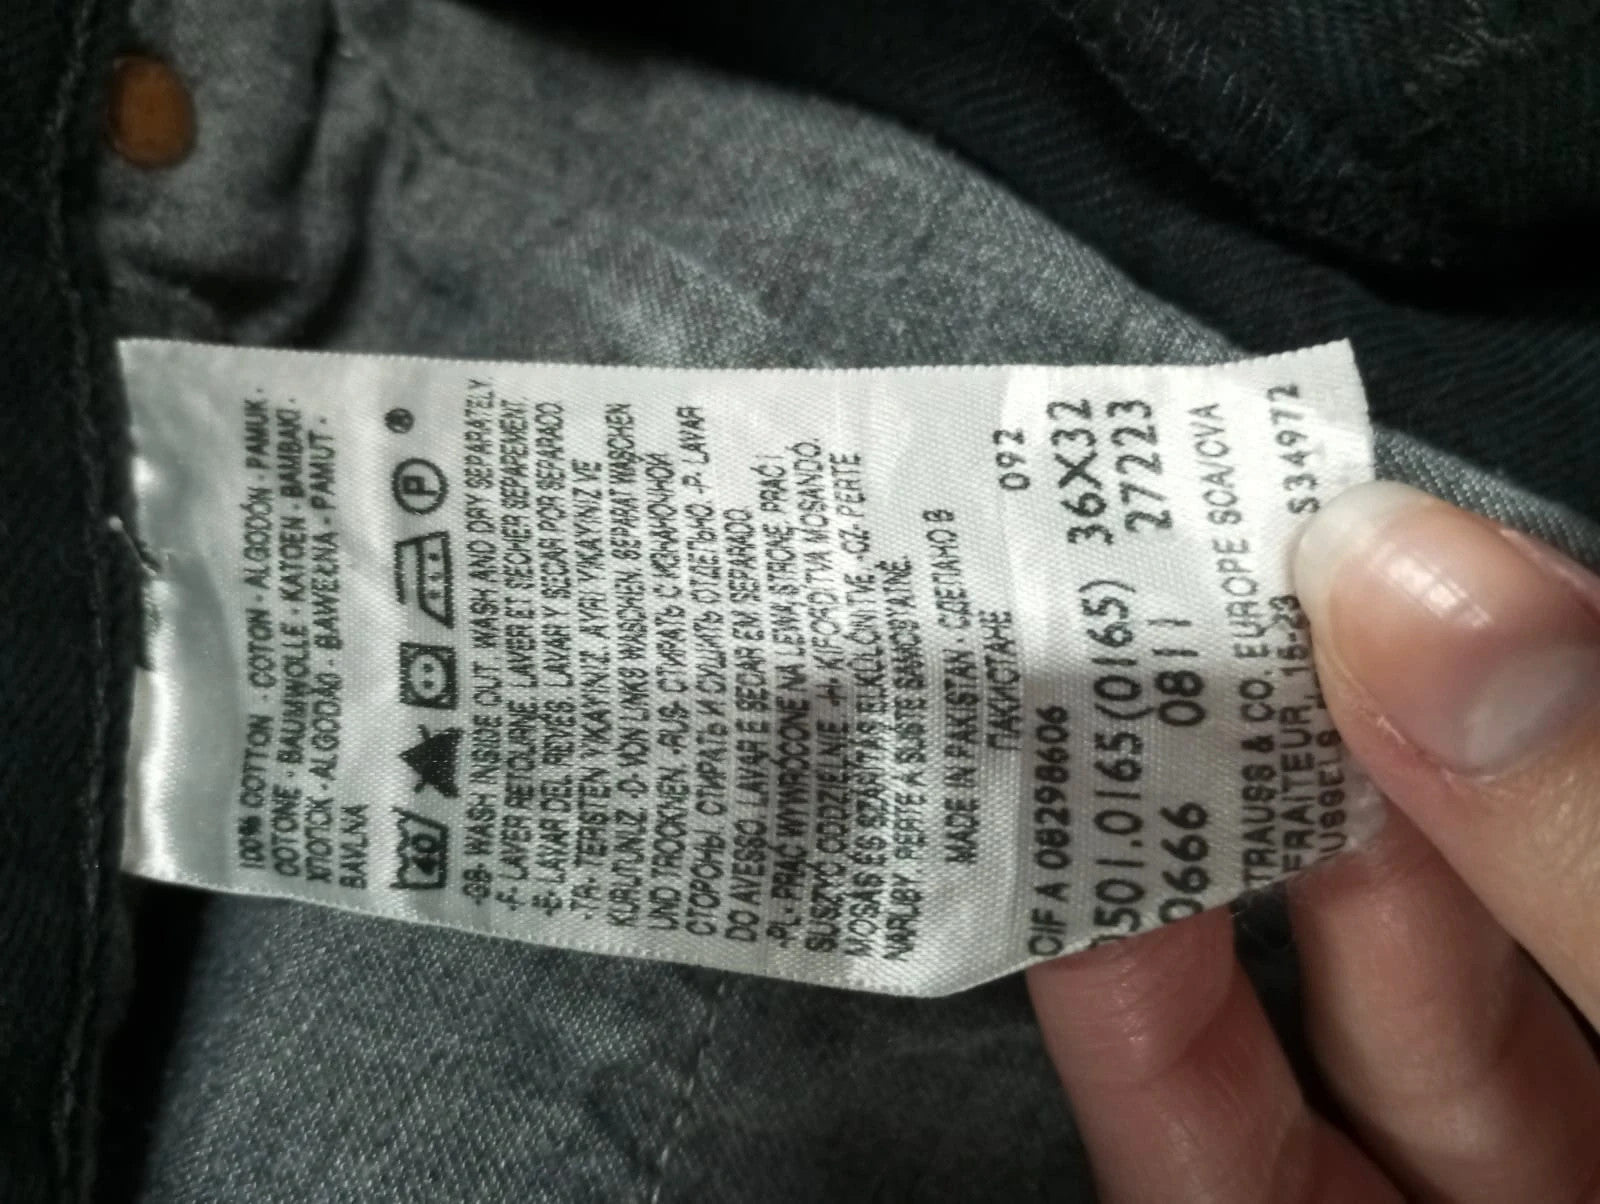 100% COTTON · COTON · ALGODÓN · PAMUK ·
COTONE · BAUMWOLLE · KATOEN · BAMBAKI ·
ХЛОПОК · ALGODÃO · BAWEŁNA · PAMUT ·
BAVLNA
40 P ®
-GB- WASH INSIDE OUT. WASH AND DRY SEPARATELY.
-F- LAVER RETOURNE. LAVER ET SECHER SEPAREMENT.
-E- LAVAR DEL REVÉS. LAVAR Y SECAR POR SEPARADO.
-TR- TERSTEN YIKAYINIZ. AYRI YIKAYINIZ VE
KURUTUNUZ. -D- VON LINKS WASCHEN. SEPARAT WASCHEN
UND TROCKNEN. -RUS- СТИРАТЬ С ИЗНАНОЧНОЙ
СТОРОНЫ. СТИРАТЬ И СУШИТЬ ОТДЕЛЬНО. -P- LAVAR
DO AVESSO. LAVAR E SECAR EM SEPARADO.
-PL- PRAĆ WYWRÓCONE NA LEWĄ STRONĘ. PRAĆ I
SUSZYĆ ODDZIELNIE. -H- KIFORDÍTVA MOSANDÓ.
MOSÁS ÉS SZÁRÍTÁS ELKÜLÖNÍTVE. -CZ- PERTE
NARUBY. PERTE A SUŠTE SAMOSTATNĚ.
MADE IN PAKISTAN · СДЕЛАНО В
ПАКИСТАНЕ
092
CIF A 08298606
501.0165 (0165) 36X32
0666 0811 27223
TRAUSS & CO. EUROPE SCA/CVA
FRAITEUR, 15-23 S34972